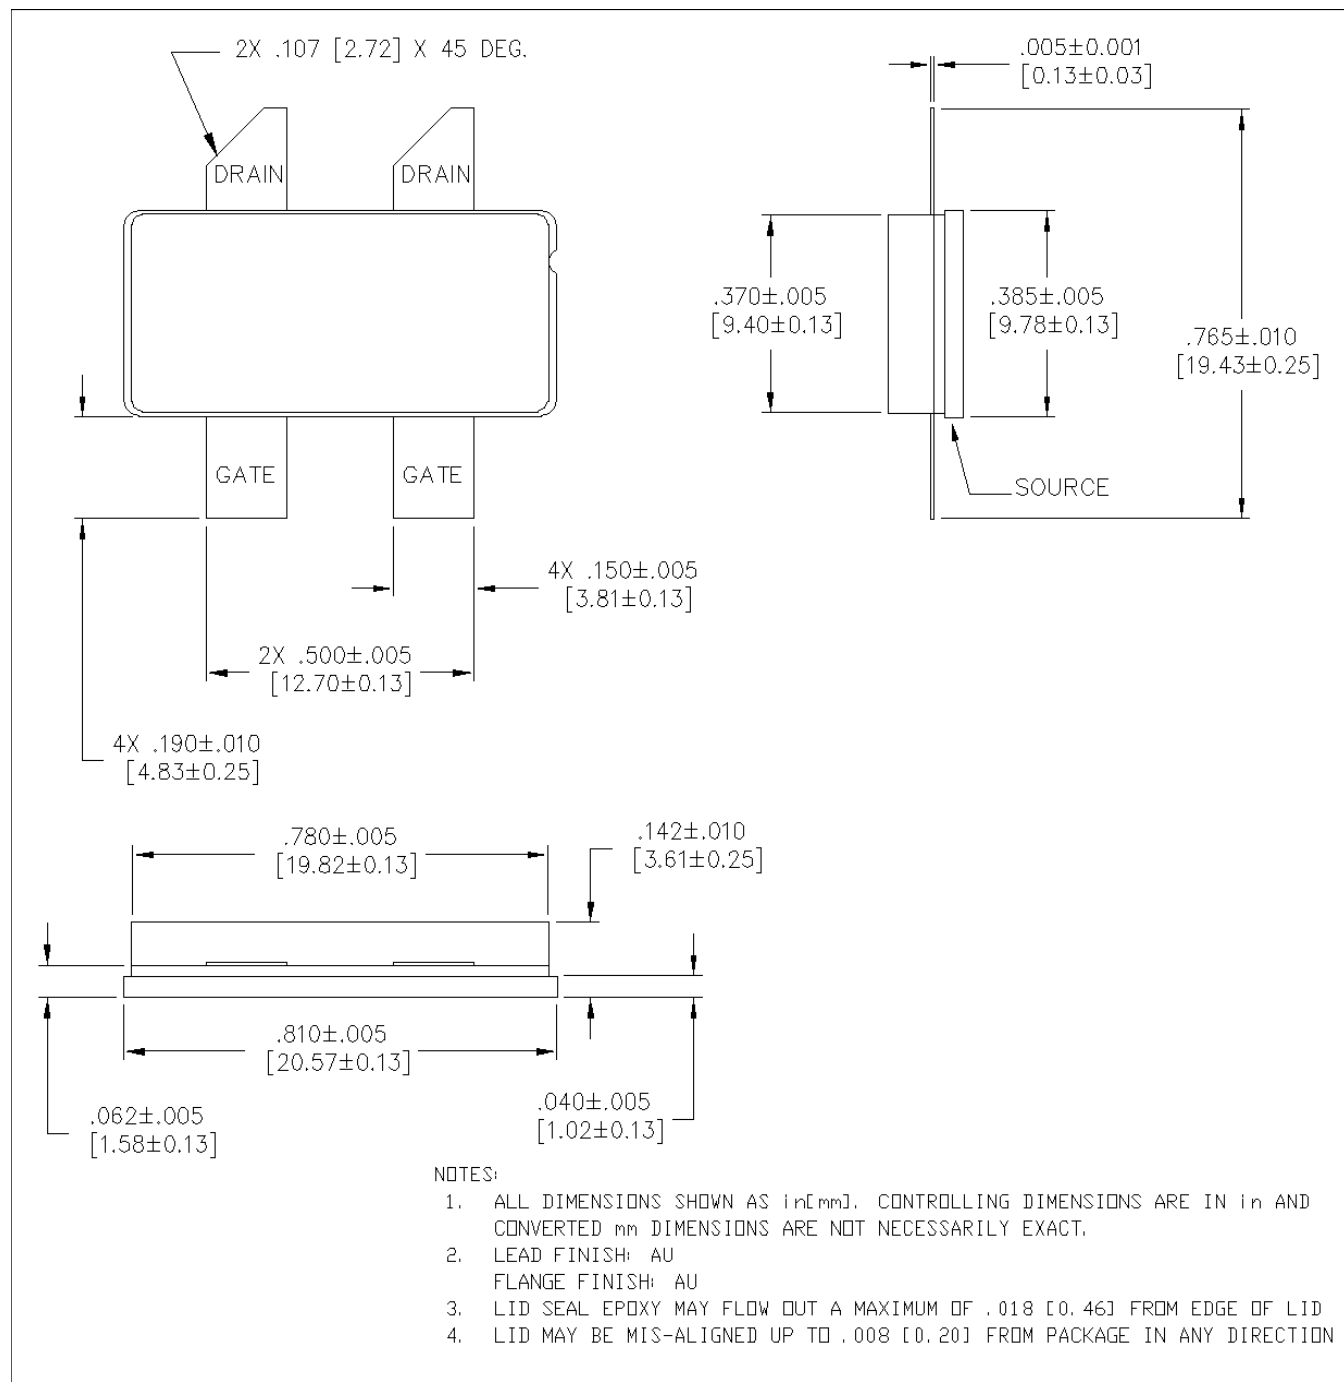 2X .107 [2.72] X 45 DEG.
.005±0.001
[0.13±0.03]
DRAIN
DRAIN
.370±.005
[9.40±0.13]
.385±.005
[9.78±0.13]
.765±.010
[19.43±0.25]
GATE
GATE
SOURCE
4X .150±.005
[3.81±0.13]
2X .500±.005
[12.70±0.13]
4X .190±.010
[4.83±0.25]
.780±.005
[19.82±0.13]
.142±.010
[3.61±0.25]
.810±.005
[20.57±0.13]
.062±.005
[1.58±0.13]
.040±.005
[1.02±0.13]
NOTES:
1. ALL DIMENSIONS SHOWN AS in[mm]. CONTROLLING DIMENSIONS ARE IN in AND
CONVERTED mm DIMENSIONS ARE NOT NECESSARILY EXACT.
2. LEAD FINISH: AU
FLANGE FINISH: AU
3. LID SEAL EPOXY MAY FLOW OUT A MAXIMUM OF .018 [0.46] FROM EDGE OF LID
4. LID MAY BE MIS-ALIGNED UP TO .008 [0.20] FROM PACKAGE IN ANY DIRECTION